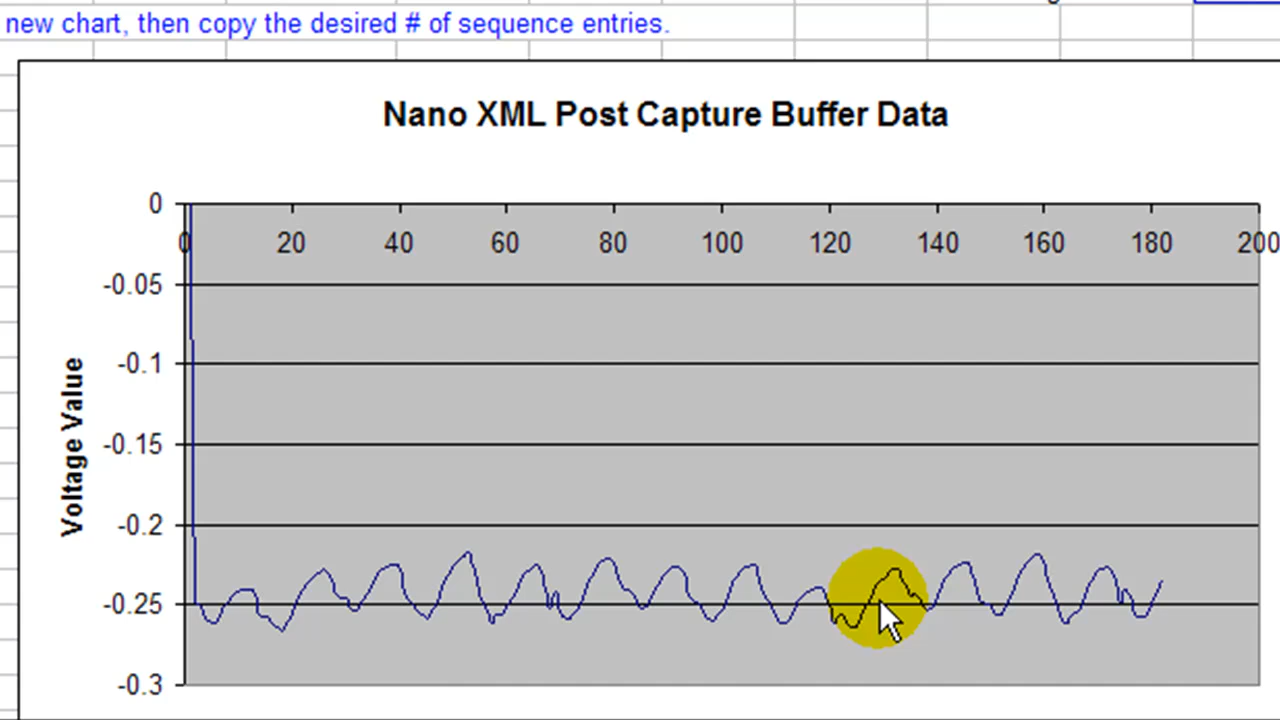 new chart, then copy the desired # of sequence entries.
Nano XML Post Capture Buffer Data
0
0 20 40 60 80 100 120 140 160 180 200
-0.05
-0.1
-0.15
-0.2
-0.25
-0.3
Voltage Value